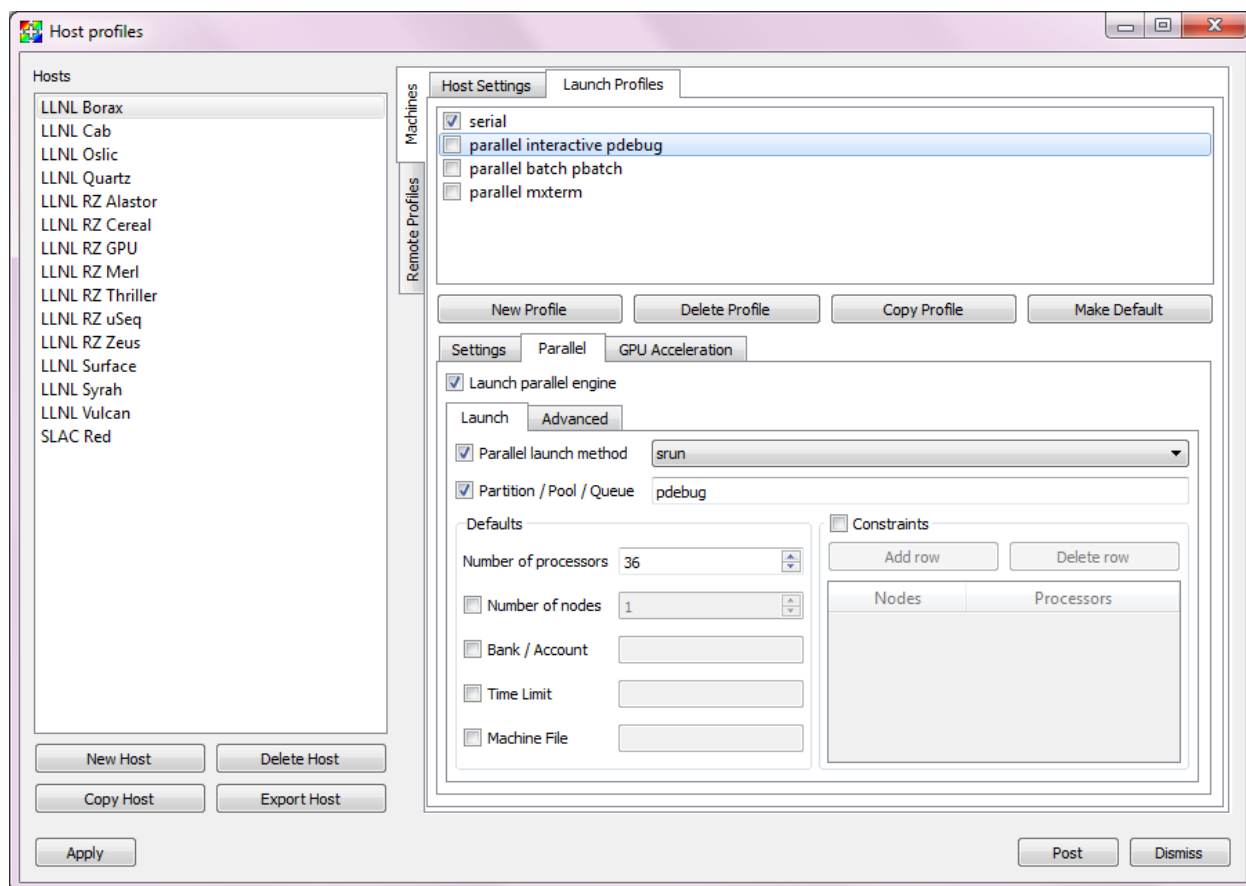 Host profiles
Hosts
LLNL Borax
LLNL Cab
LLNL Oslic
LLNL Quartz
LLNL RZ Alastor
LLNL RZ Cereal
LLNL RZ GPU
LLNL RZ Merl
LLNL RZ Thriller
LLNL RZ uSeq
LLNL RZ Zeus
LLNL Surface
LLNL Syrah
LLNL Vulcan
SLAC Red
New Host
Delete Host
Copy Host
Export Host
Machines
Remote Profiles
Host Settings
Launch Profiles
serial
parallel interactive pdebug
parallel batch pbatch
parallel mxterm
New Profile
Delete Profile
Copy Profile
Make Default
Settings
Parallel
GPU Acceleration
Launch parallel engine
Launch
Advanced
Parallel launch method
srun
Partition / Pool / Queue
pdebug
Defaults
Number of processors
36
Number of nodes
1
Bank / Account
Time Limit
Machine File
Constraints
Add row
Delete row
Nodes
Processors
Apply
Post
Dismiss